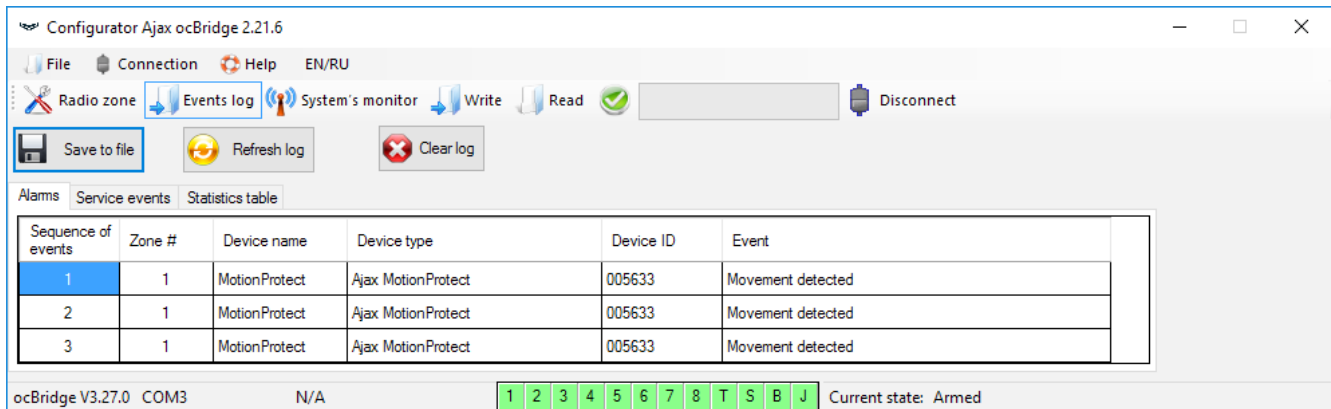 Configurator Ajax ocBridge 2.21.6
File Connection Help EN/RU
Radio zone Events log System's monitor Write Read Disconnect
Save to file Refresh log Clear log
Alarms Service events Statistics table
Sequence of events Zone # Device name Device type Device ID Event
1 1 MotionProtect Ajax MotionProtect 005633 Movement detected
2 1 MotionProtect Ajax MotionProtect 005633 Movement detected
3 1 MotionProtect Ajax MotionProtect 005633 Movement detected
ocBridge V3.27.0 COM3 N/A 1 2 3 4 5 6 7 8 T S B J Current state: Armed